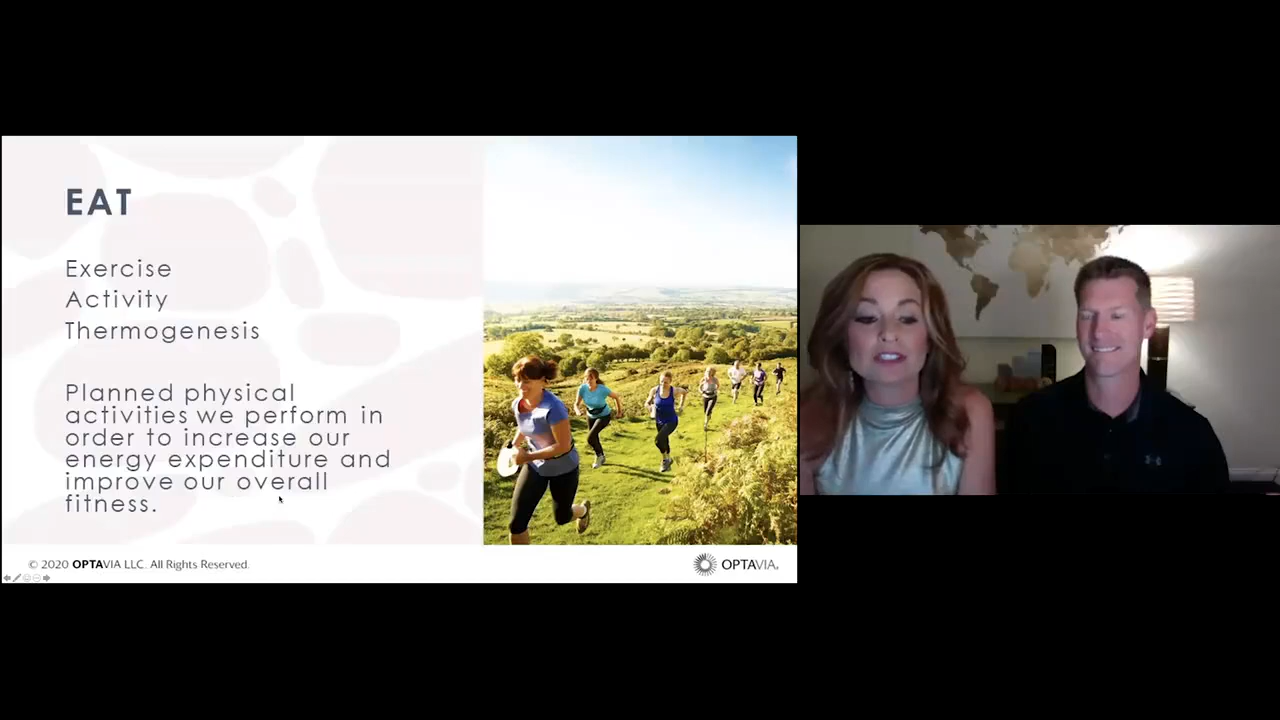 EAT
Exercise
Activity
Thermogenesis
Planned physical
activities we perform in
order to increase our
energy expenditure and
improve our overall
fitness.
© 2020 OPTAVIA LLC. All Rights Reserved.
OPTAVIA®